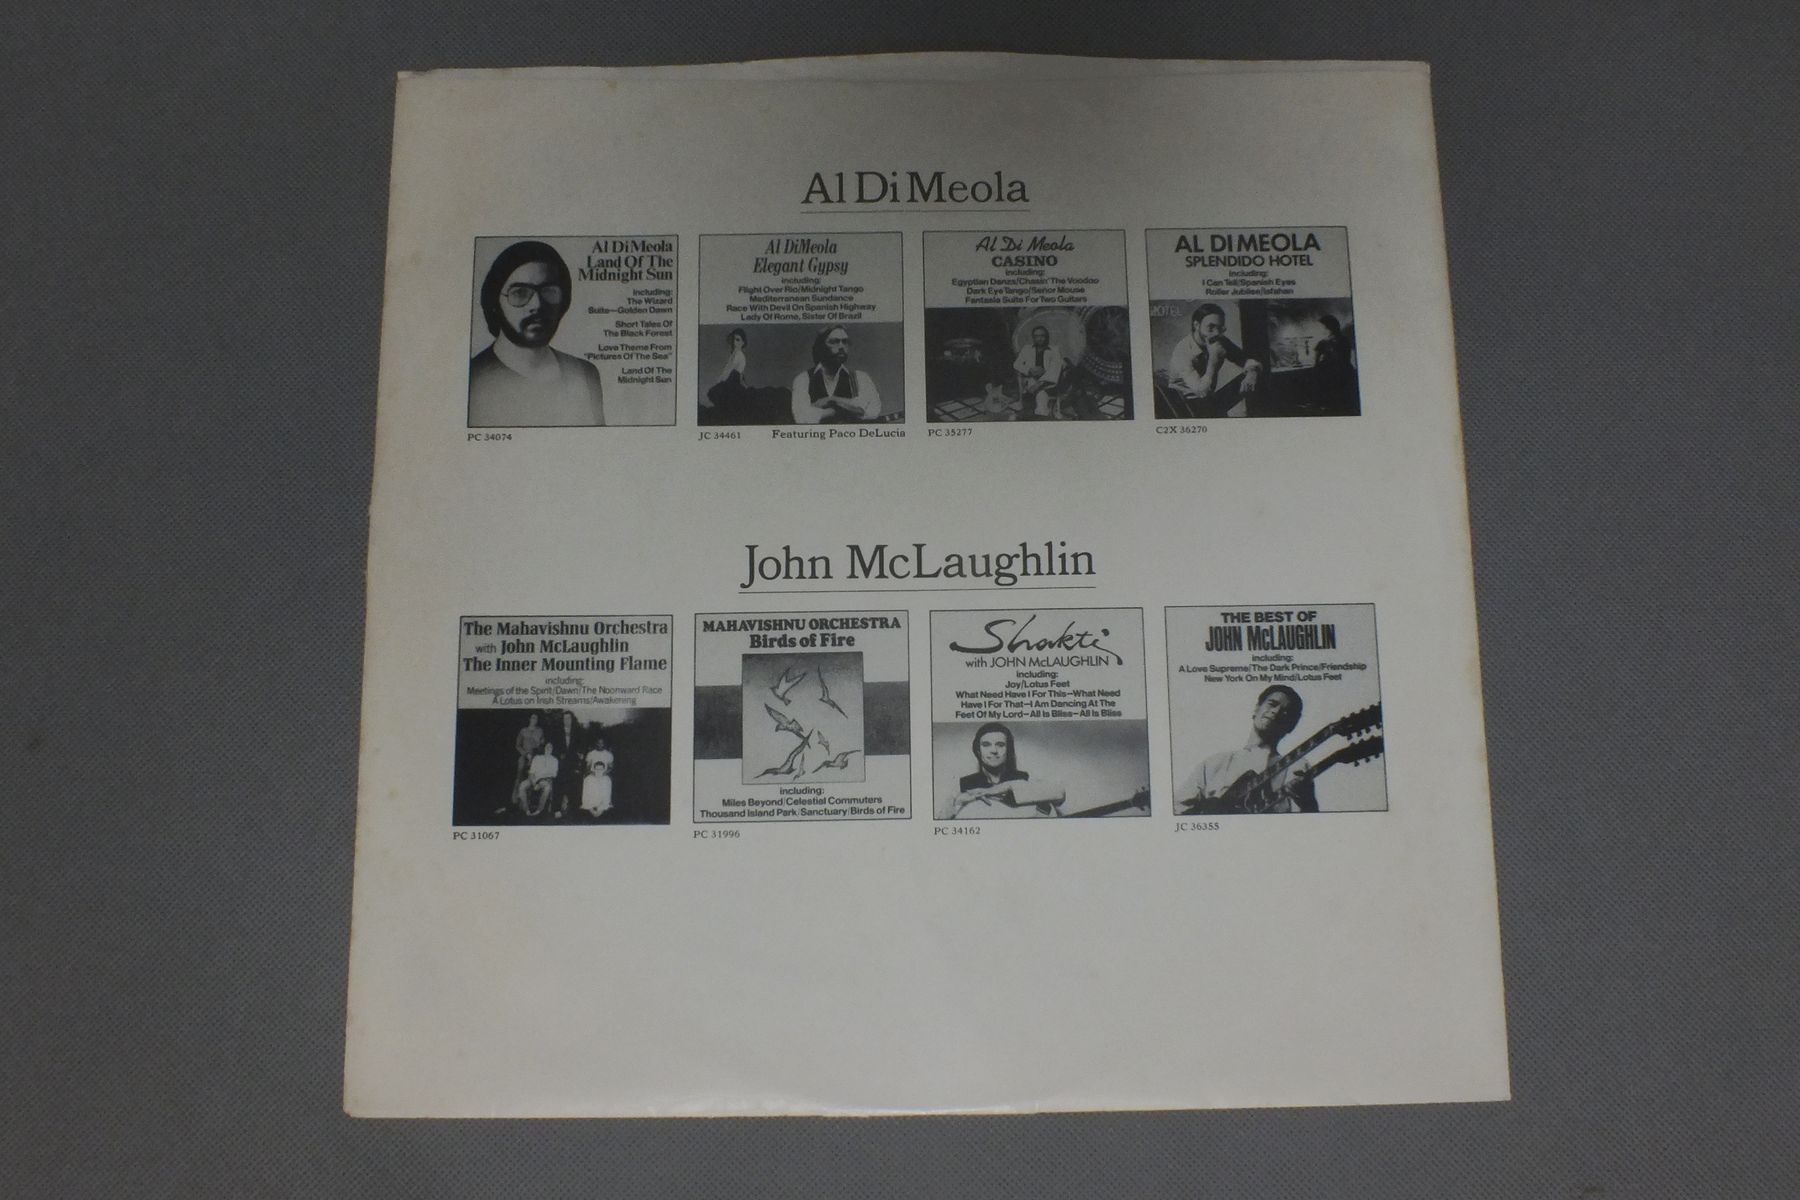 Al Di Meola
Al DiMeola
Land Of The
Midnight Sun
including:
The Wizard
Suite—Golden Dawn
Short Tales Of
The Black Forest
Love Theme From
"Pictures Of The Sea"
Land Of The
Midnight Sun
PC 34074
Al DiMeola
Elegant Gypsy
including:
Flight Over Rio/Midnight Tango
Mediterranean Sundance
Race With Devil On Spanish Highway
Lady Of Rome, Sister Of Brazil
JC 34461
Featuring Paco DeLucia
Al Di Meola
CASINO
including:
Egyptian Danza/Chasin' The Voodoo
Dark Eye Tango/Señor Mouse
Fantasia Suite For Two Guitars
PC 35277
AL DI MEOLA
SPLENDIDO HOTEL
including:
I Can Tell/Spanish Eyes
Roller Jubilee/Isfahan
HOTEL
C2X 36270
John McLaughlin
The Mahavishnu Orchestra
with John McLaughlin
The Inner Mounting Flame
including:
Meetings of the Spirit/Dawn/The Noonward Race
A Lotus on Irish Streams/Awakening
PC 31067
MAHAVISHNU ORCHESTRA
Birds of Fire
including:
Miles Beyond/Celestial Commuters
Thousand Island Park/Sanctuary/Birds of Fire
PC 31996
Shakti
with JOHN McLAUGHLIN
including:
Joy/Lotus Feet
What Need Have I For This—What Need
Have I For That—I Am Dancing At The
Feet Of My Lord—All Is Bliss—All Is Bliss
PC 34162
THE BEST OF
JOHN McLAUGHLIN
including:
A Love Supreme/The Dark Prince/Friendship
New York On My Mind/Lotus Feet
JC 36355